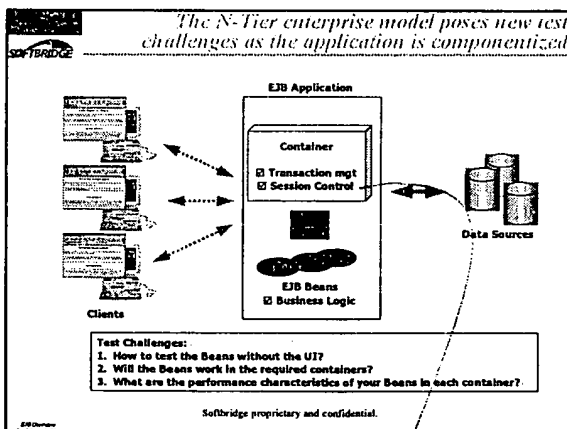 The N-Tier enterprise model poses new test
challenges as the application is componentized
SOFTBRIDGE
EJB Application
Container
☑ Transaction mgt
☑ Session Control
Data Sources
EJB Beans
☑ Business Logic
Clients
Test Challenges:
1. How to test the Beans without the UI?
2. Will the Beans work in the required containers?
3. What are the performance characteristics of your Beans in each container?
Softbridge proprietary and confidential.